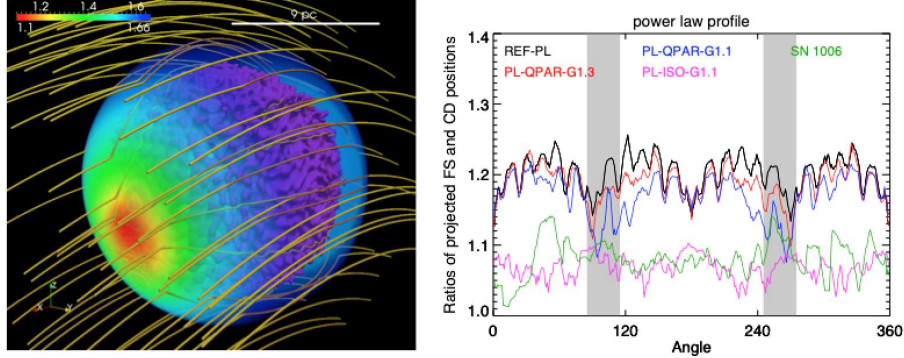 1.2 1.4 1.6
1.1 1.66
9 pc
X Z Y
power law profile
1.4
1.3
1.2
1.1
1.0
Ratios of projected FS and CD positions
REF-PL PL-QPAR-G1.1 SN 1006
PL-QPAR-G1.3 PL-ISO-G1.1
0 120 240 360
Angle